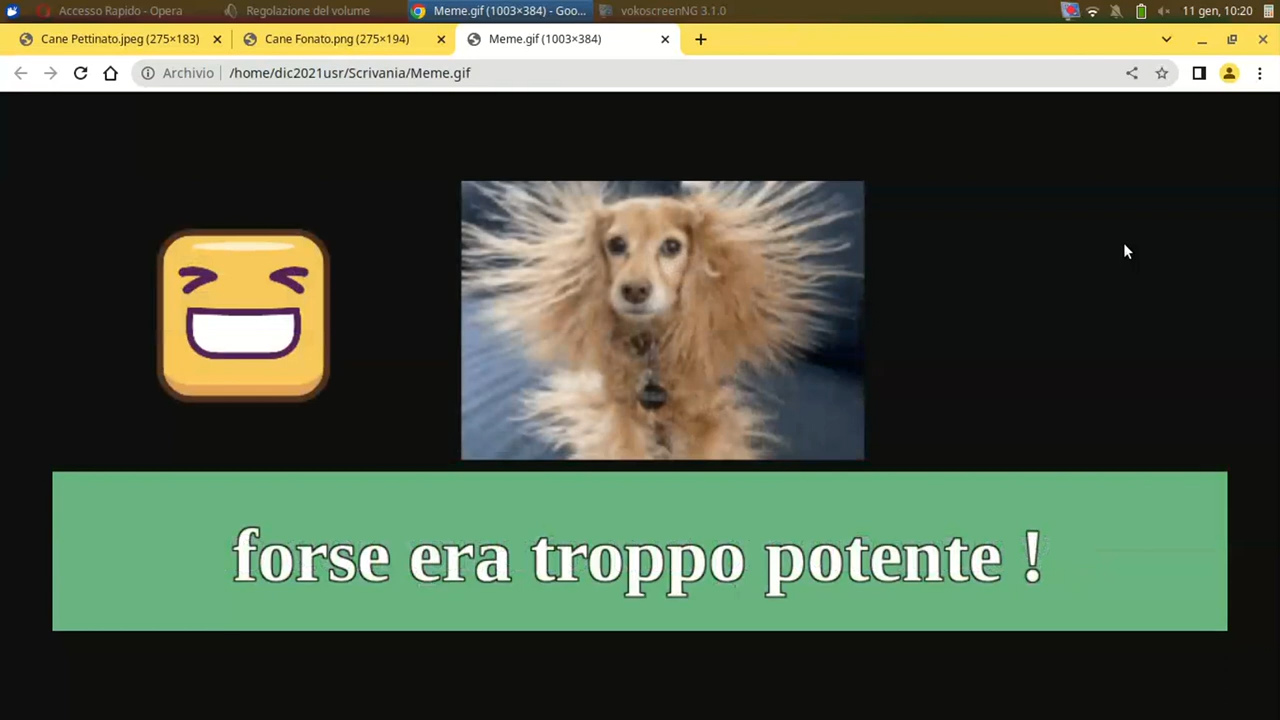 Accesso Rapido - Opera
Regolazione del volume
Meme.gif (1003×384) - Goo...
vokoscreenNG 3.1.0
11 gen, 10:20
Cane Pettinato.jpeg (275×183)
Cane Fonato.png (275×194)
Meme.gif (1003×384)
Archivio
/home/dic2021usr/Scrivania/Meme.gif
forse era troppo potente !